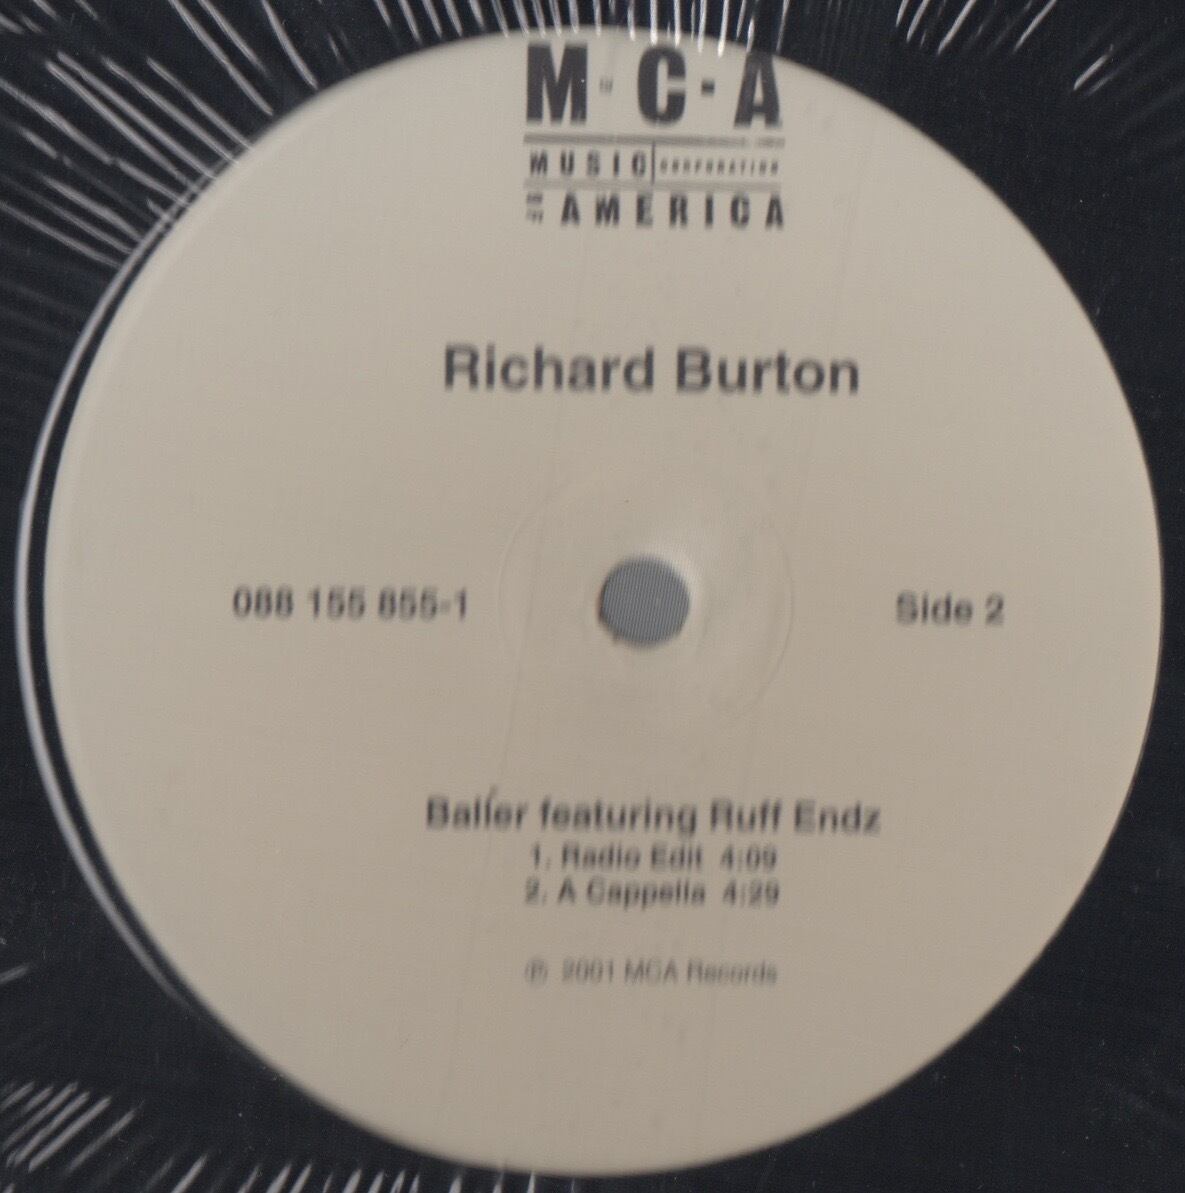 M·C·A
MUSIC CORPORATION
OF AMERICA
Richard Burton
088 155 855-1
Side 2
Baller featuring Ruff Endz
1. Radio Edit 4:09
2. A Cappella 4:29
℗ 2001 MCA Records